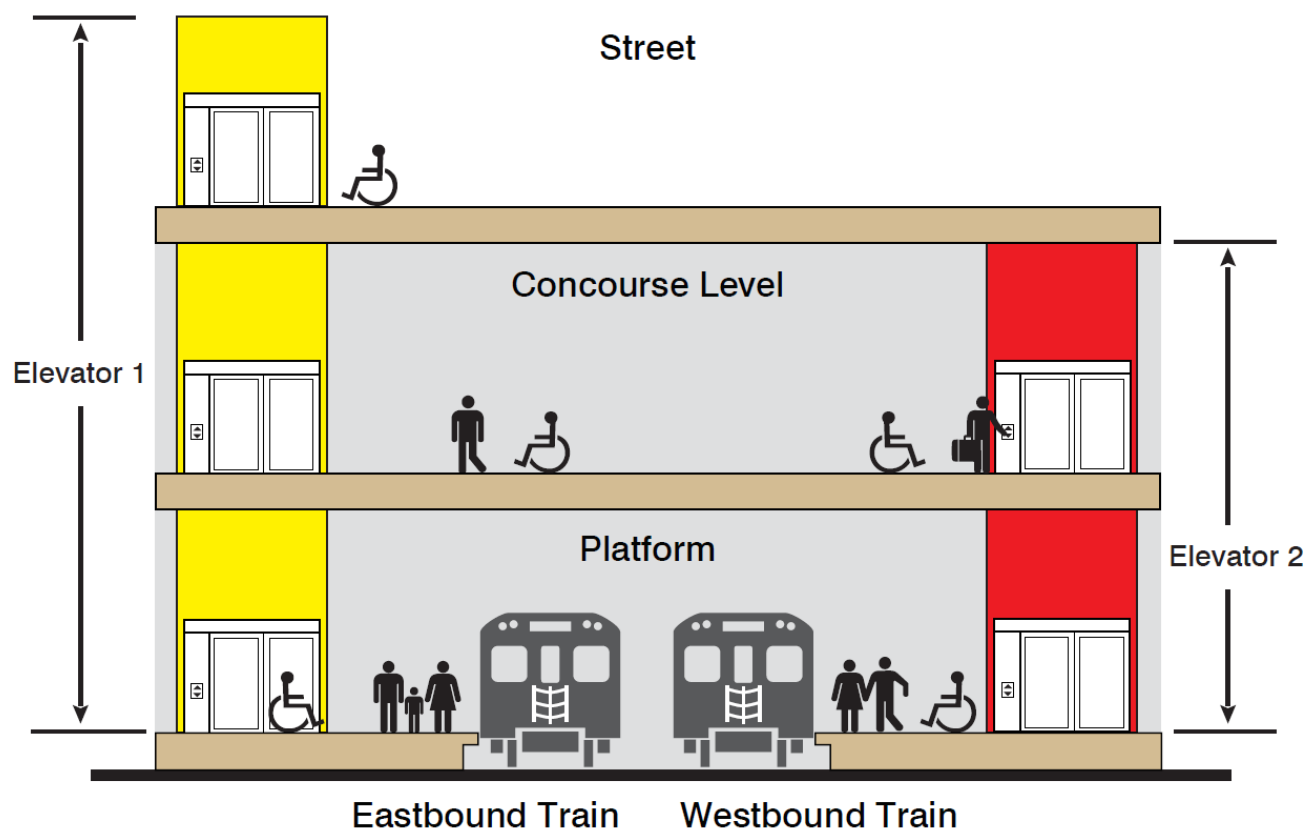 Street
Concourse Level
Elevator 1
Platform
Elevator 2
Eastbound Train
Westbound Train